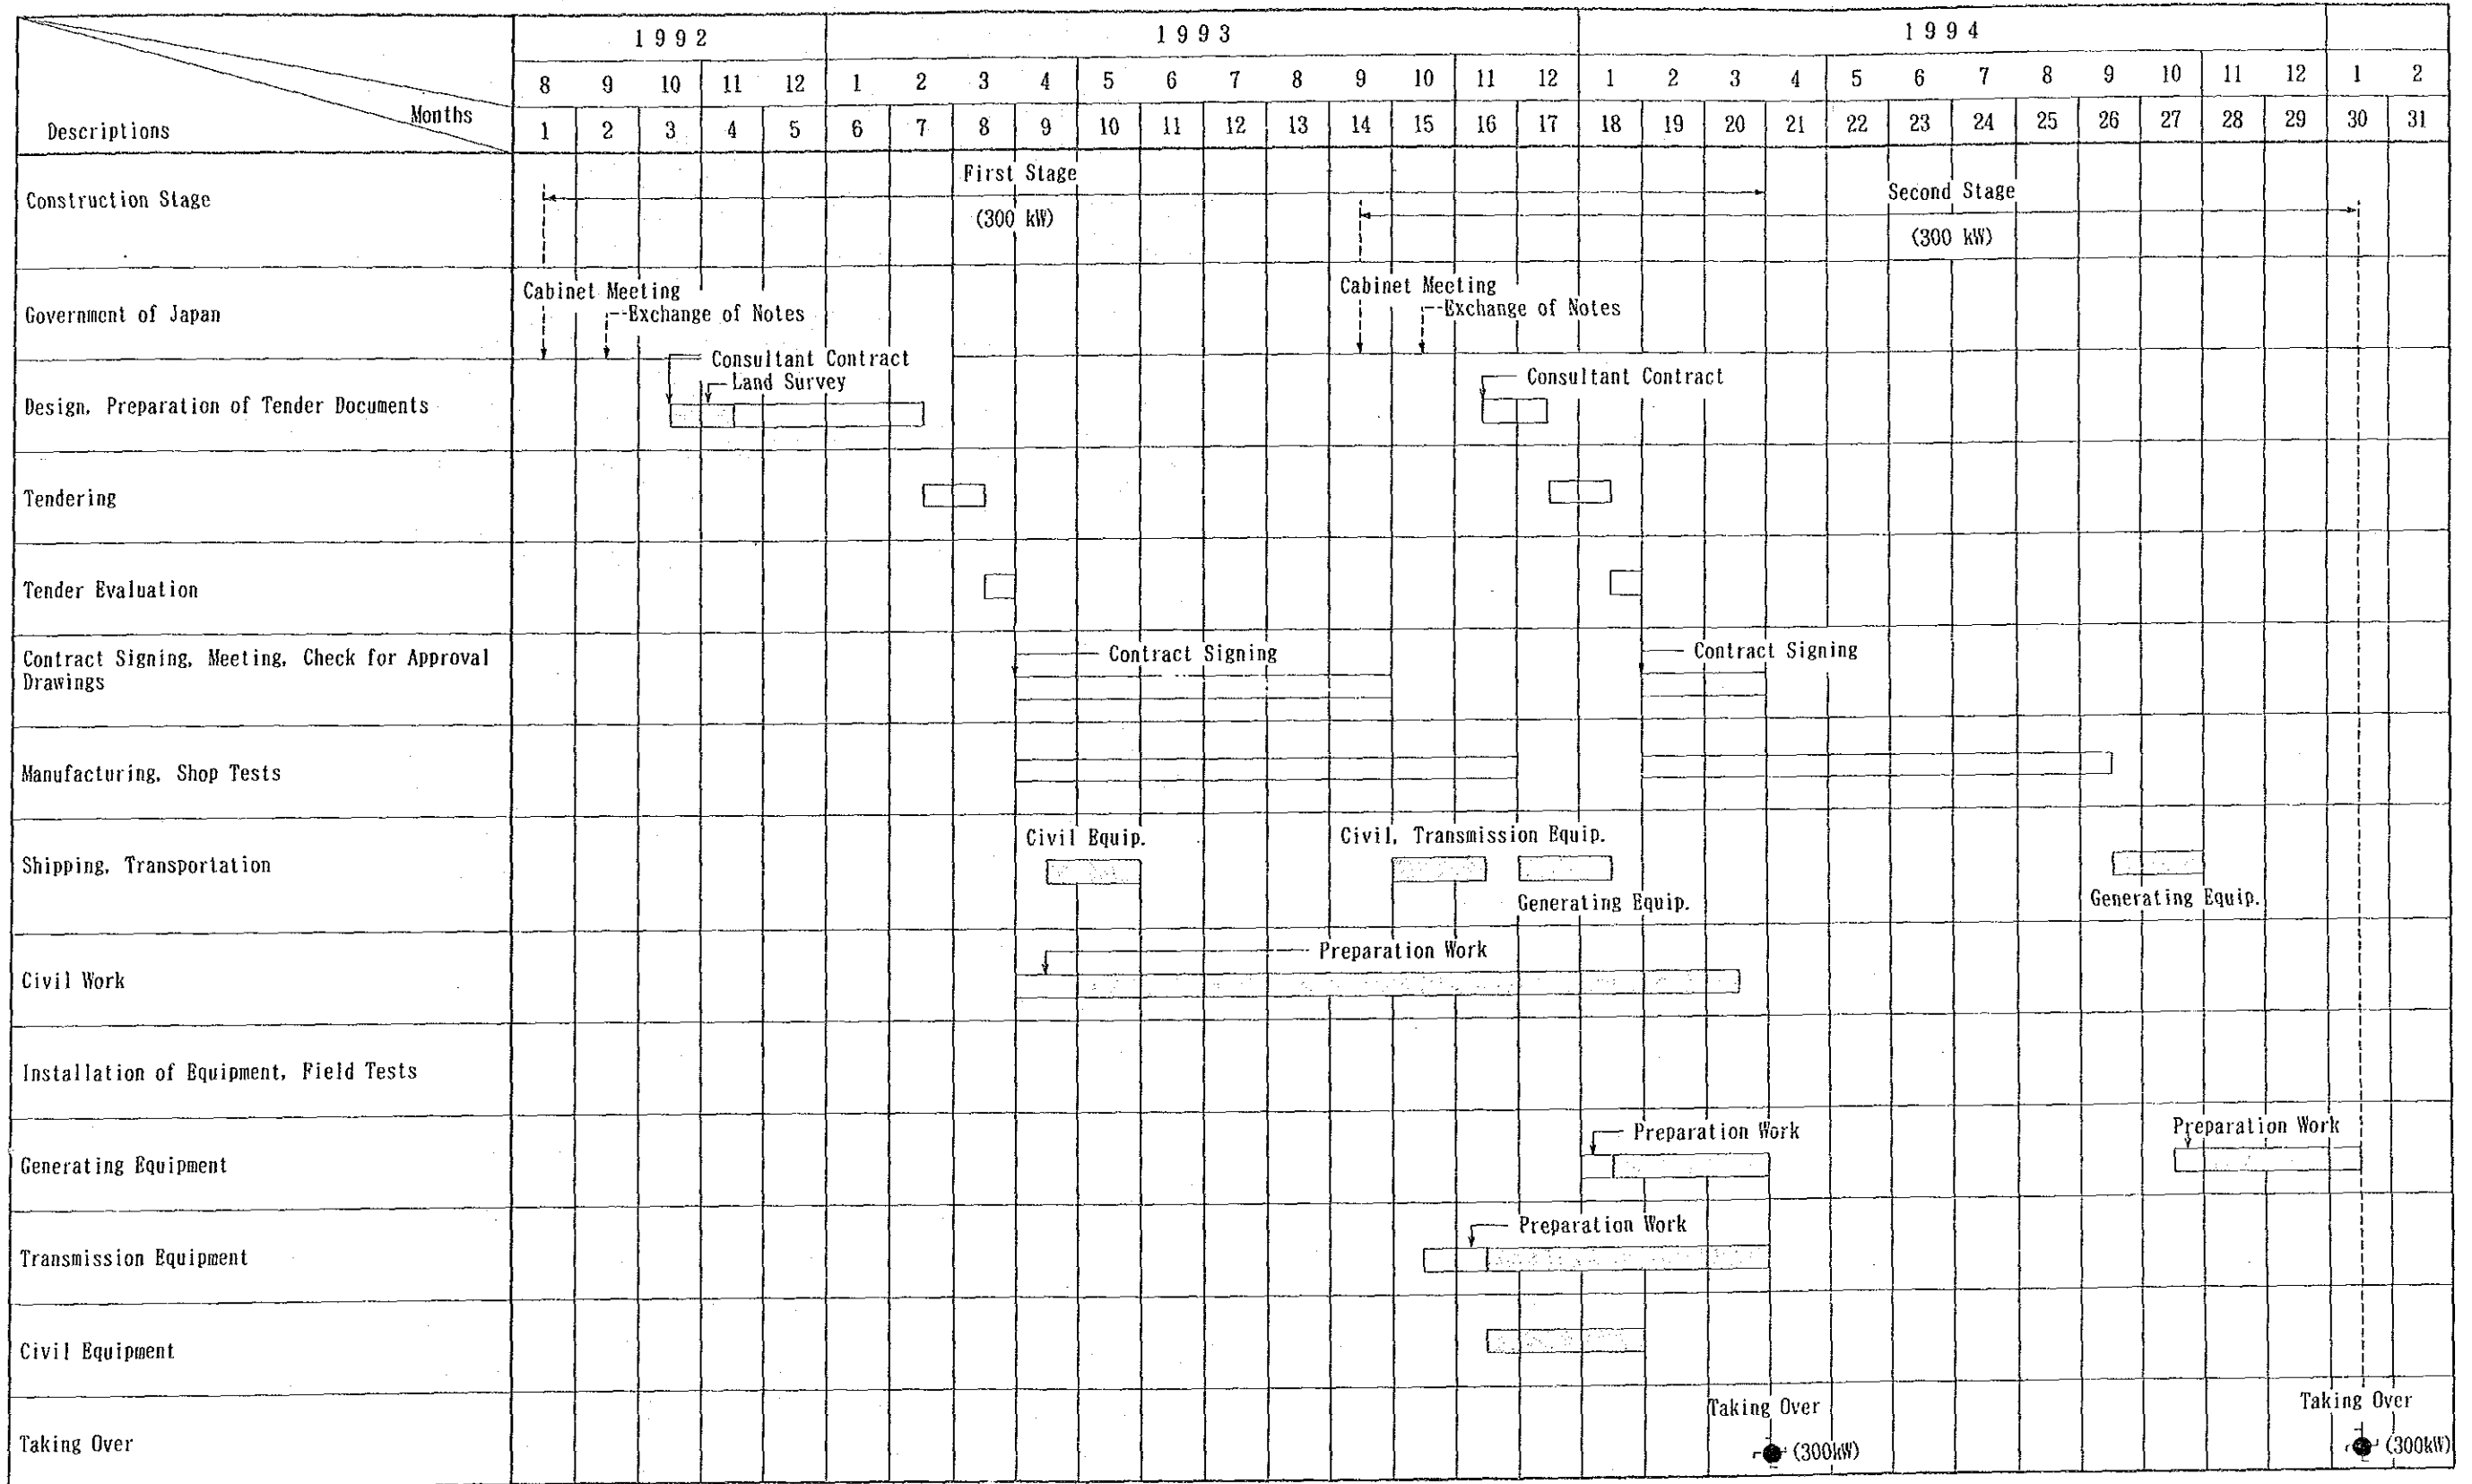 1992 1993 1994
8 9 10 11 12 1 2 3 4 5 6 7 8 9 10 11 12 1 2 3 4 5 6 7 8 9 10 11 12 1 2
Months
Descriptions
1 2 3 4 5 6 7 8 9 10 11 12 13 14 15 16 17 18 19 20 21 22 23 24 25 26 27 28 29 30 31
Construction Stage
First Stage
(300 kW)
Second Stage
(300 kW)
Government of Japan
Cabinet Meeting
Exchange of Notes
Cabinet Meeting
Exchange of Notes
Design, Preparation of Tender Documents
Consultant Contract
Land Survey
Consultant Contract
Tendering
Tender Evaluation
Contract Signing, Meeting, Check for Approval
Drawings
Contract Signing
Contract Signing
Manufacturing, Shop Tests
Shipping, Transportation
Civil Equip.
Civil, Transmission Equip.
Generating Equip.
Generating Equip.
Civil Work
Preparation Work
Installation of Equipment, Field Tests
Generating Equipment
Preparation Work
Preparation Work
Transmission Equipment
Preparation Work
Civil Equipment
Taking Over
Taking Over
(300kW)
Taking Over
(300kW)